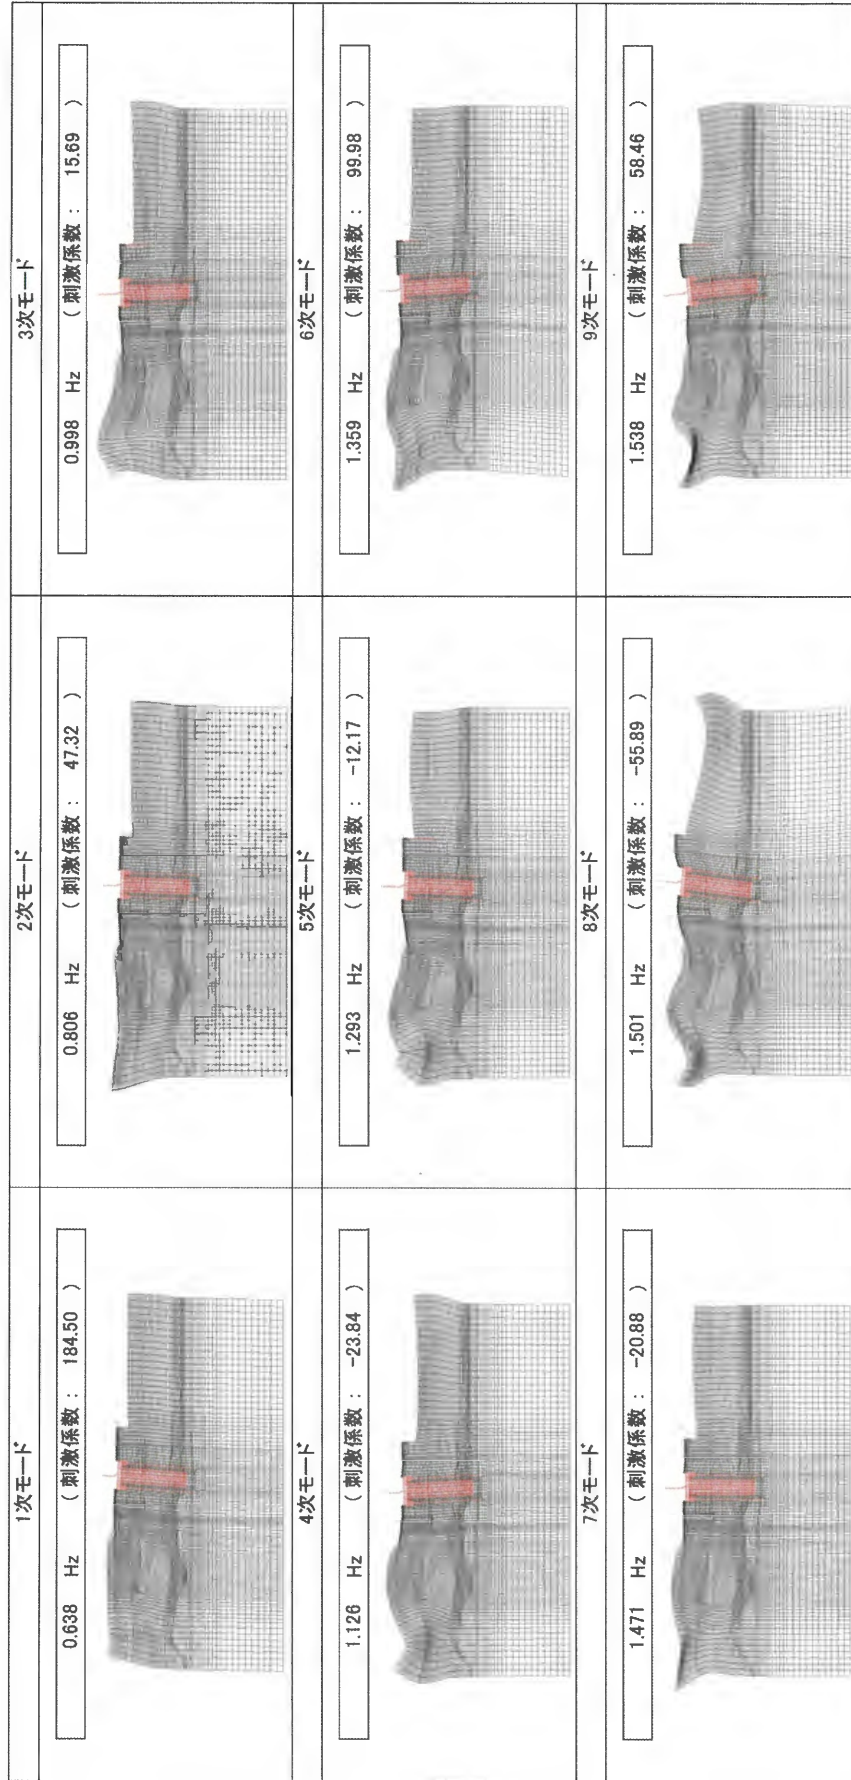 1次モード
0.638 Hz (刺激係数: 184.50 )
2次モード
0.806 Hz (刺激係数: 47.32 )
3次モード
0.998 Hz (刺激係数: 15.69 )
4次モード
1.126 Hz (刺激係数: -23.84 )
5次モード
1.293 Hz (刺激係数: -12.17 )
6次モード
1.359 Hz (刺激係数: 99.98 )
7次モード
1.471 Hz (刺激係数: -20.88 )
8次モード
1.501 Hz (刺激係数: -55.89 )
9次モード
1.538 Hz (刺激係数: 58.46 )